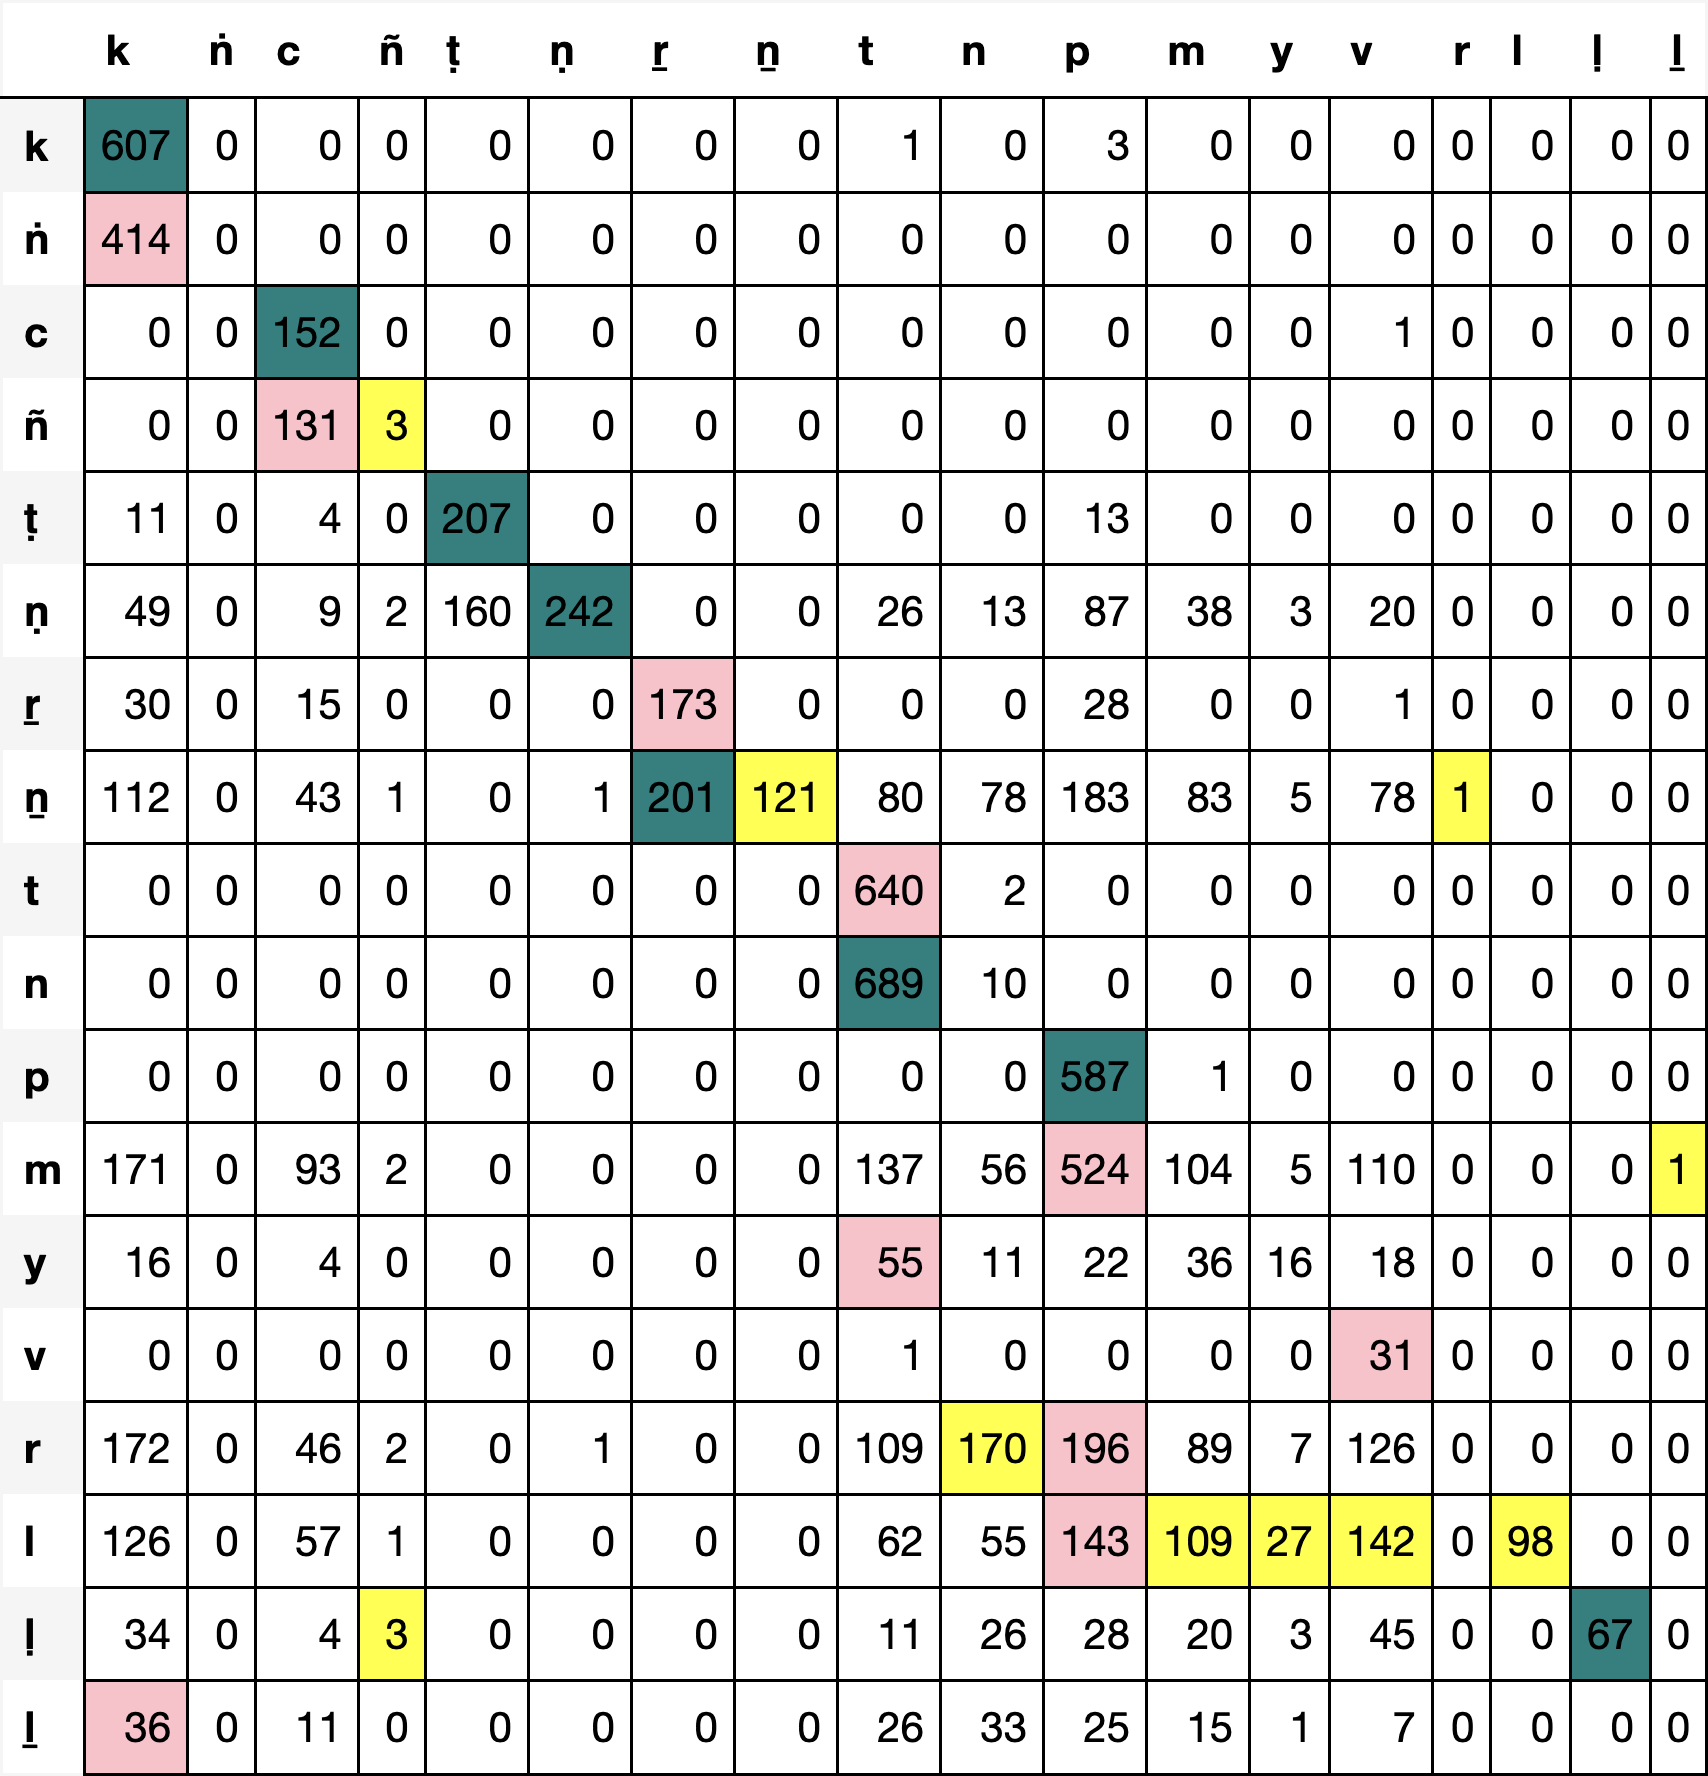 k ṅ c ñ ṭ ṇ ṟ ṉ t n p m y v r l ḷ ḻ
k 607 0 0 0 0 0 0 0 1 0 3 0 0 0 0 0 0 0
ṅ 414 0 0 0 0 0 0 0 0 0 0 0 0 0 0 0 0 0
c 0 0 152 0 0 0 0 0 0 0 0 0 0 1 0 0 0 0
ñ 0 0 131 3 0 0 0 0 0 0 0 0 0 0 0 0 0 0
ṭ 11 0 4 0 207 0 0 0 0 0 13 0 0 0 0 0 0 0
ṇ 49 0 9 2 160 242 0 0 26 13 87 38 3 20 0 0 0 0
ṟ 30 0 15 0 0 0 173 0 0 0 28 0 0 1 0 0 0 0
ṉ 112 0 43 1 0 1 201 121 80 78 183 83 5 78 1 0 0 0
t 0 0 0 0 0 0 0 0 640 2 0 0 0 0 0 0 0 0
n 0 0 0 0 0 0 0 0 689 10 0 0 0 0 0 0 0 0
p 0 0 0 0 0 0 0 0 0 0 587 1 0 0 0 0 0 0
m 171 0 93 2 0 0 0 0 137 56 524 104 5 110 0 0 0 1
y 16 0 4 0 0 0 0 0 55 11 22 36 16 18 0 0 0 0
v 0 0 0 0 0 0 0 0 1 0 0 0 0 31 0 0 0 0
r 172 0 46 2 0 1 0 0 109 170 196 89 7 126 0 0 0 0
l 126 0 57 1 0 0 0 0 62 55 143 109 27 142 0 98 0 0
ḷ 34 0 4 3 0 0 0 0 11 26 28 20 3 45 0 0 67 0
ḻ 36 0 11 0 0 0 0 0 26 33 25 15 1 7 0 0 0 0